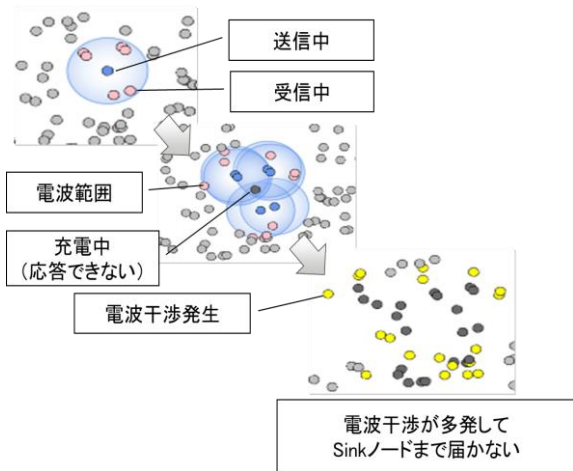 送信中
受信中
電波範囲
充電中
(応答できない)
電波干渉発生
電波干渉が多発して
Sinkノードまで届かない